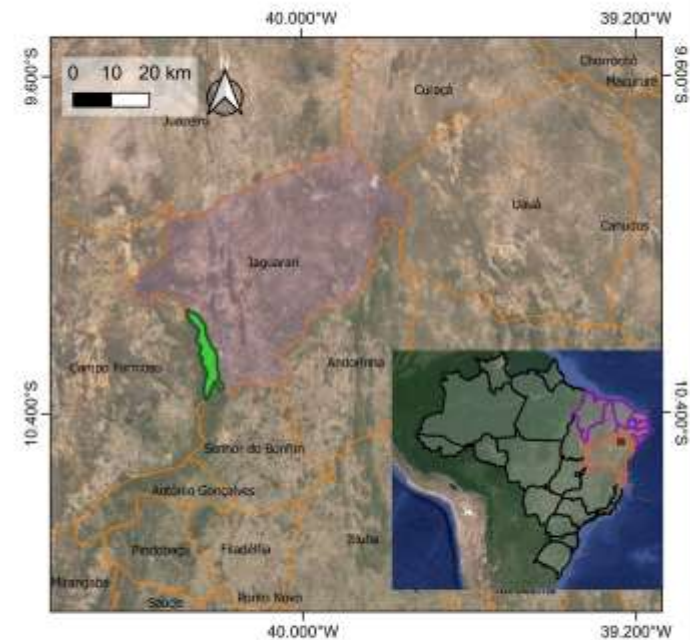 40.000°W
39.200°W
9.600°S
9.600°S
0 10 20 km
Chorrochó
Macururé
Curaçá
Juazeiro
Uauá
Canudos
Jaguarari
Campo Formoso
Andorinha
10.400°S
10.400°S
Senhor do Bonfim
Antônio Gonçalves
Pindobaçu
Filadélfia
Itiúba
Mirangaba
Saúde
Ponto Novo
40.000°W
39.200°W